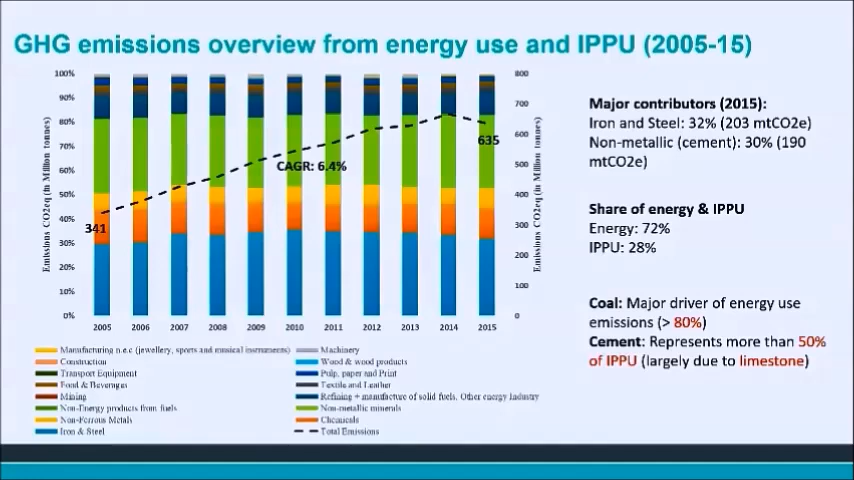 GHG emissions overview from energy use and IPPU (2005-15)
100%
90%
80%
70%
60%
50%
40%
30%
20%
10%
0%
Emissions CO2eq (In Million tonnes)
341
CAGR: 6.4%
635
800
700
600
500
400
300
200
100
0
Emissions CO2eq (In Million tonnes)
2005 2006 2007 2008 2009 2010 2011 2012 2013 2014 2015
Manufacturing n.e.c (jewellery, sports and musical instruments)
Machinery
Construction
Wood & wood products
Transport Equipment
Pulp, paper and Print
Food & Beverages
Textile and Leather
Mining
Refining + manufacture of solid fuels, Other energy Industry
Non-Energy products from fuels
Non-metallic minerals
Non-Ferrous Metals
Chemicals
Iron & Steel
Total Emissions
Major contributors (2015):
Iron and Steel: 32% (203 mtCO2e)
Non-metallic (cement): 30% (190
mtCO2e)
Share of energy & IPPU
Energy: 72%
IPPU: 28%
Coal: Major driver of energy use
emissions (> 80%)
Cement: Represents more than 50%
of IPPU (largely due to limestone)